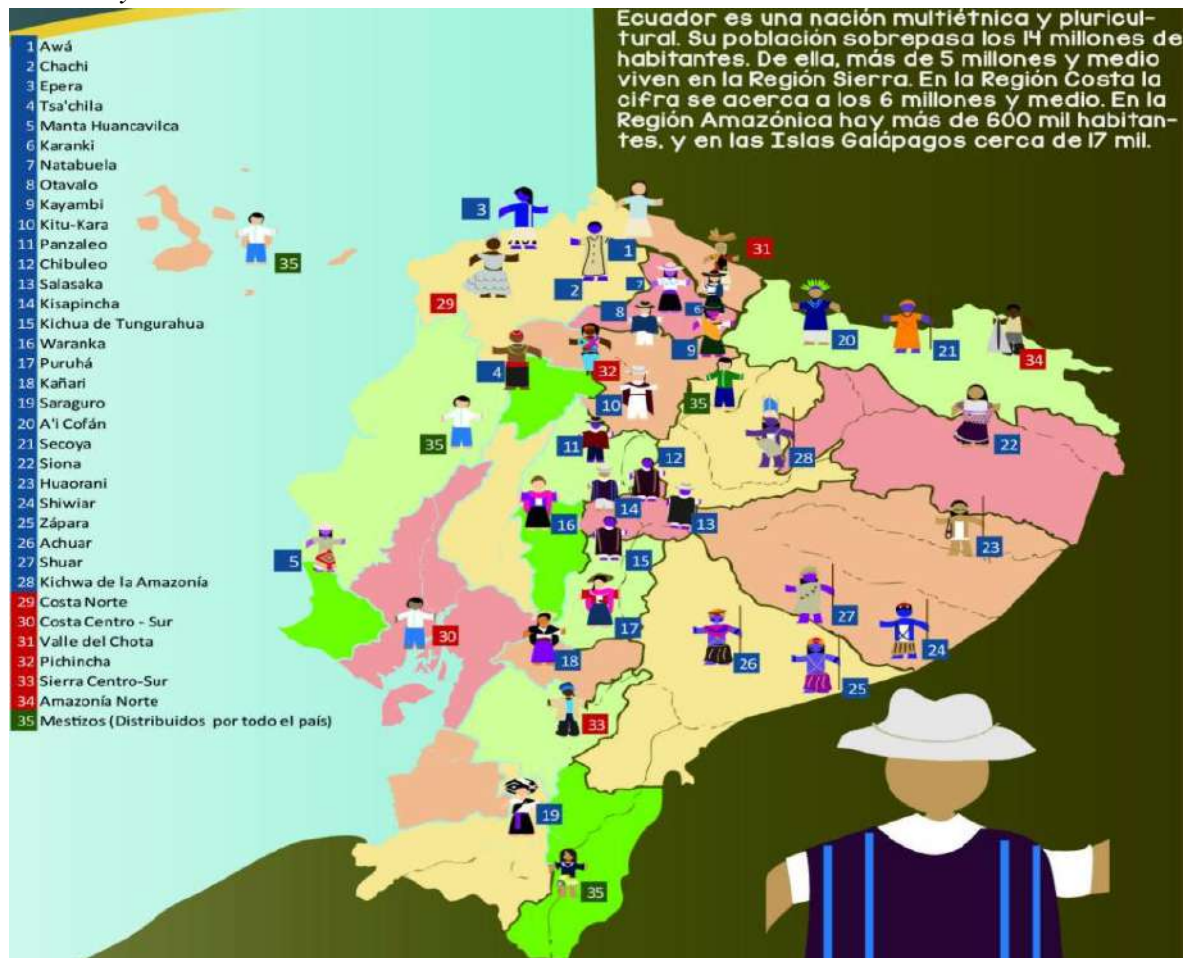 Ecuador es una nación multiétnica y pluricul-
tural. Su población sobrepasa los 14 millones de
habitantes. De ella, más de 5 millones y medio
viven en la Región Sierra. En la Región Costa la
cifra se acerca a los 6 millones y medio. En la
Región Amazónica hay más de 600 mil habitan-
tes, y en las Islas Galápagos cerca de 17 mil.
1 Awá
2 Chachi
3 Epera
4 Tsa'chila
5 Manta Huancavilca
6 Karanki
7 Natabuela
8 Otavalo
9 Kayambi
10 Kitu-Kara
11 Panzaleo
12 Chibuleo
13 Salasaka
14 Kisapincha
15 Kichua de Tungurahua
16 Waranka
17 Puruhá
18 Kañari
19 Saraguro
20 A'i Cofán
21 Secoya
22 Siona
23 Huaorani
24 Shiwiar
25 Zápara
26 Achuar
27 Shuar
28 Kichwa de la Amazonía
29 Costa Norte
30 Costa Centro - Sur
31 Valle del Chota
32 Pichincha
33 Sierra Centro-Sur
34 Amazonía Norte
35 Mestizos (Distribuidos por todo el país)
3
1
31
35
2
7
29
8
6
20
21
34
9
4
32
35
10
35
22
11
12
28
14
13
16
23
5
15
27
17
30
24
18
26
25
33
19
35